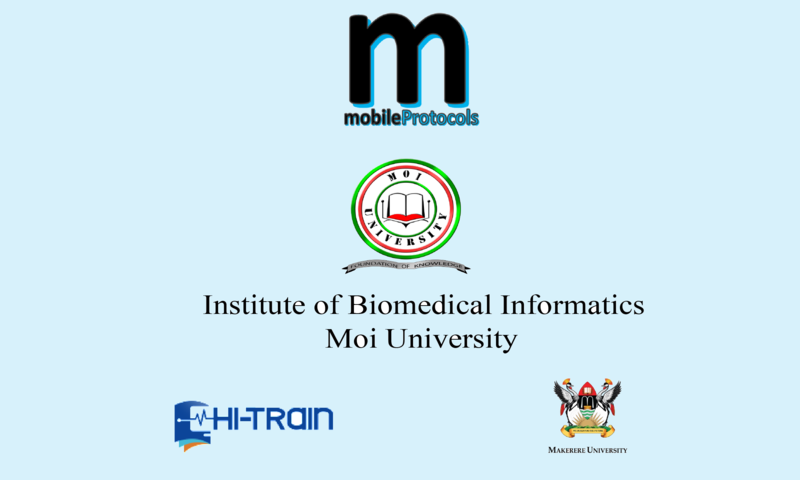 m
mobileProtocols
MOI
UNIVERSITY
FOUNDATION OF KNOWLEDGE
Institute of Biomedical Informatics
Moi University
HI-TRAIN
MAKERERE UNIVERSITY